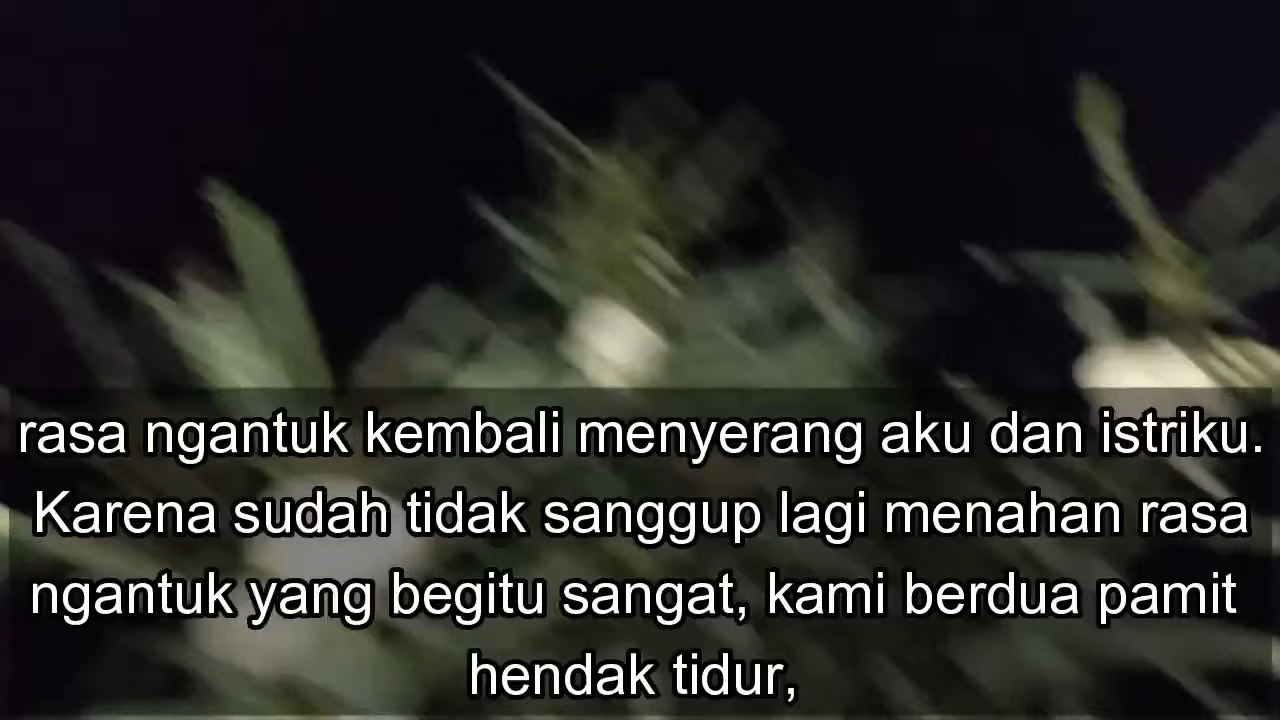 rasa ngantuk kembali menyerang aku dan istriku.
Karena sudah tidak sanggup lagi menahan rasa
ngantuk yang begitu sangat, kami berdua pamit
hendak tidur,